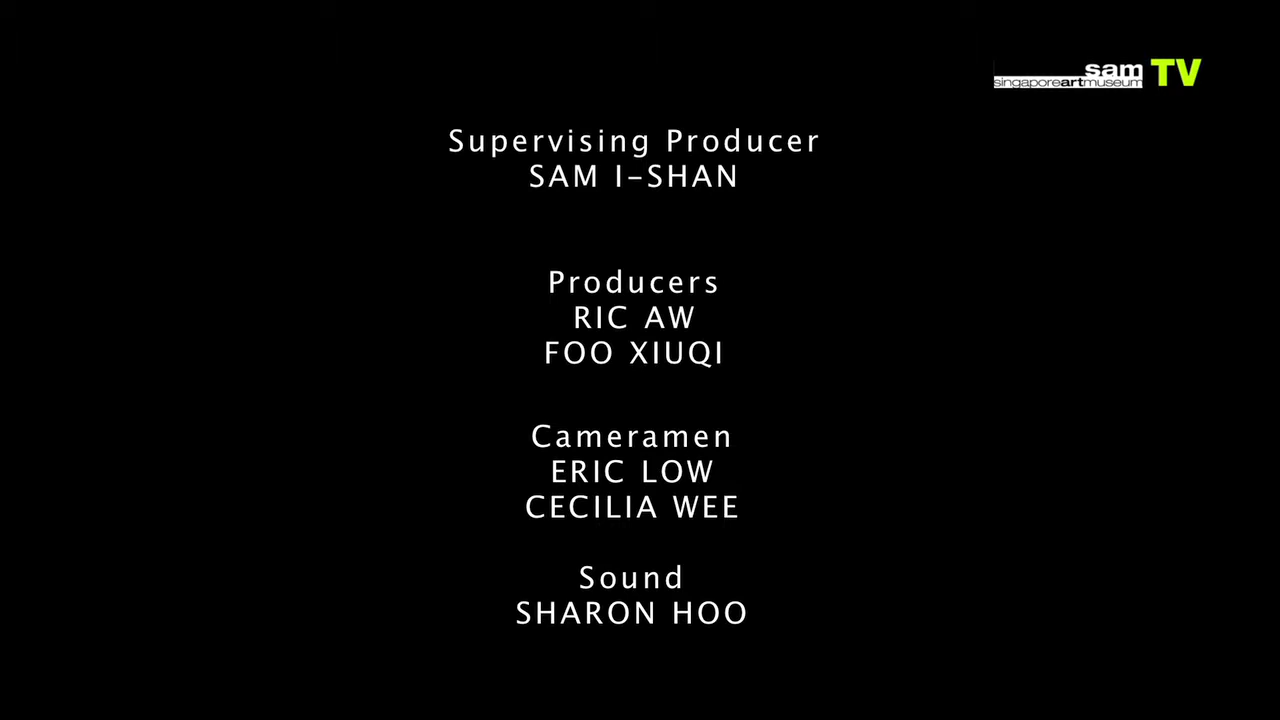 sam TV
singaporeartmuseum
Supervising Producer
SAM I-SHAN
Producers
RIC AW
FOO XIUQI
Cameramen
ERIC LOW
CECILIA WEE
Sound
SHARON HOO